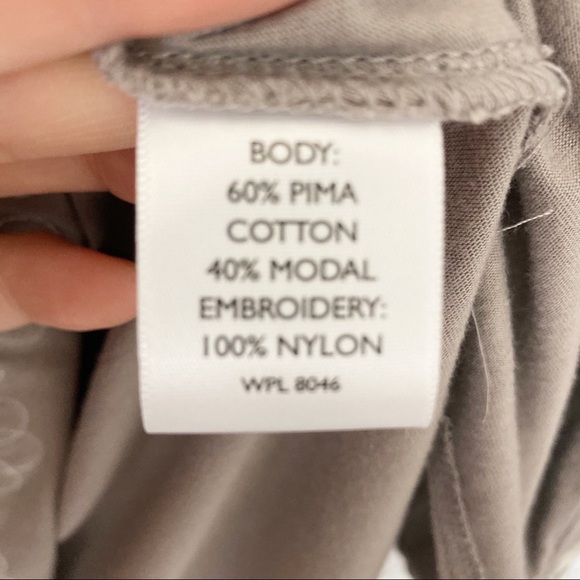 BODY:
60% PIMA
COTTON
40% MODAL
EMBROIDERY:
100% NYLON
WPL 8046